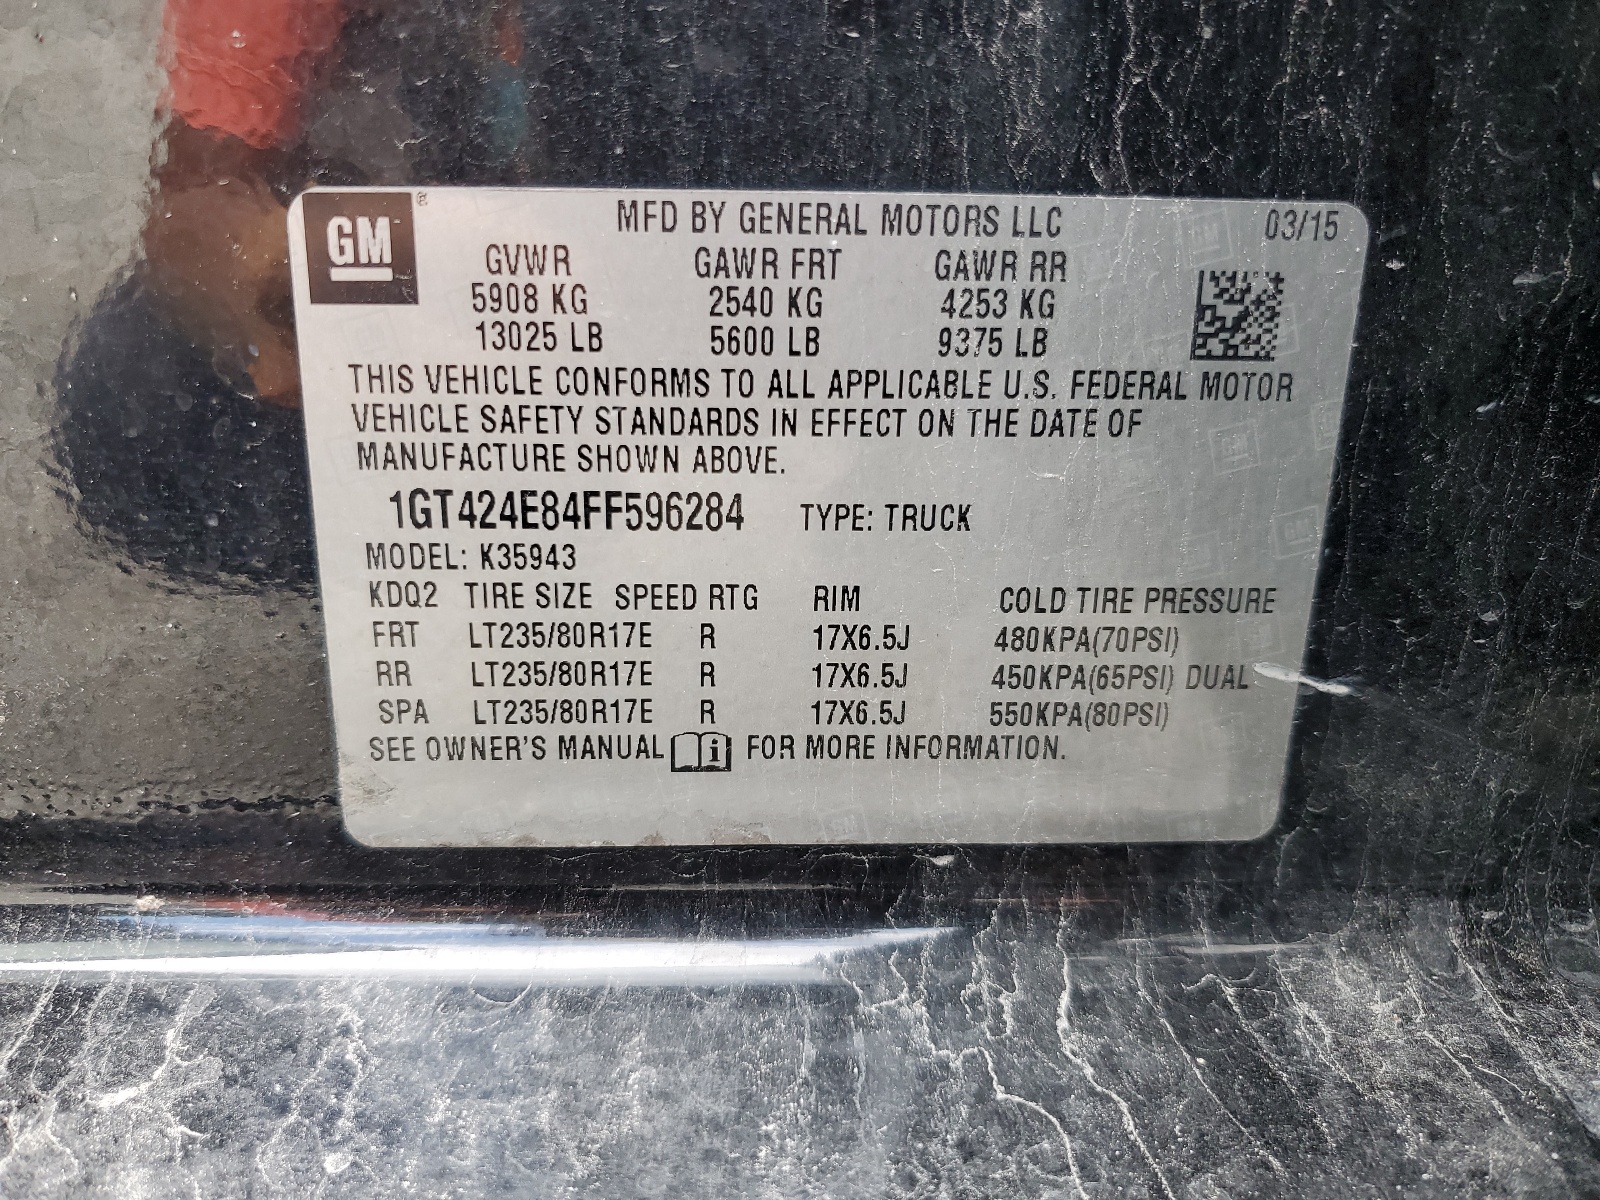 GM ®
MFD BY GENERAL MOTORS LLC 03/15
GVWR GAWR FRT GAWR RR
5908 KG 2540 KG 4253 KG
13025 LB 5600 LB 9375 LB
THIS VEHICLE CONFORMS TO ALL APPLICABLE U.S. FEDERAL MOTOR
VEHICLE SAFETY STANDARDS IN EFFECT ON THE DATE OF
MANUFACTURE SHOWN ABOVE.
1GT424E84FF596284 TYPE: TRUCK
MODEL: K35943
KDQ2 TIRE SIZE SPEED RTG RIM COLD TIRE PRESSURE
FRT LT235/80R17E R 17X6.5J 480KPA(70PSI)
RR LT235/80R17E R 17X6.5J 450KPA(65PSI) DUAL
SPA LT235/80R17E R 17X6.5J 550KPA(80PSI)
SEE OWNER'S MANUAL i FOR MORE INFORMATION.